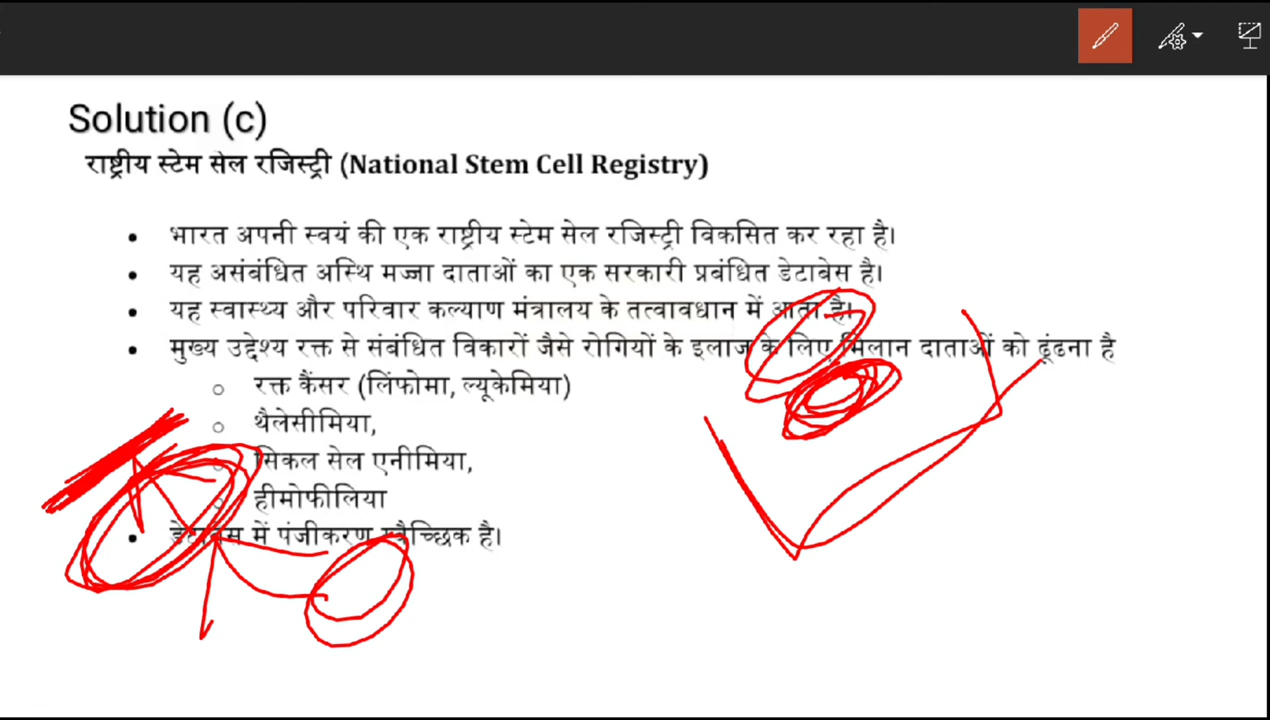 Solution (c)
राष्ट्रीय स्टेम सेल रजिस्ट्री (National Stem Cell Registry)
• भारत अपनी स्वयं की एक राष्ट्रीय स्टेम सेल रजिस्ट्री विकसित कर रहा है।
• यह असंबंधित अस्थि मज्जा दाताओं का एक सरकारी प्रबंधित डेटाबेस है।
• यह स्वास्थ्य और परिवार कल्याण मंत्रालय के तत्वावधान में आता है।
• मुख्य उद्देश्य रक्त से संबंधित विकारों जैसे रोगियों के इलाज के लिए मिलान दाताओं को ढूंढना है
○ रक्त कैंसर (लिंफोमा, ल्यूकेमिया)
○ थैलेसीमिया,
○ सिकल सेल एनीमिया,
○ हीमोफीलिया
• डेटाबेस में पंजीकरण स्वैच्छिक है।